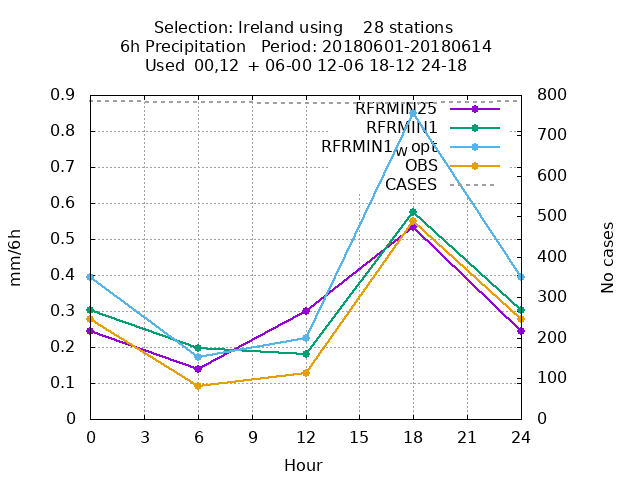 Selection: Ireland using 28 stations
6h Precipitation Period: 20180601-20180614
Used 00,12 + 06-00 12-06 18-12 24-18
0.9
0.8
0.7
0.6
0.5
0.4
0.3
0.2
0.1
0
mm/6h
RFRMIN25
RFRMIN1
RFRMIN1_w opt
OBS
CASES
800
700
600
500
400
300
200
100
0
No cases
0 3 6 9 12 15 18 21 24
Hour